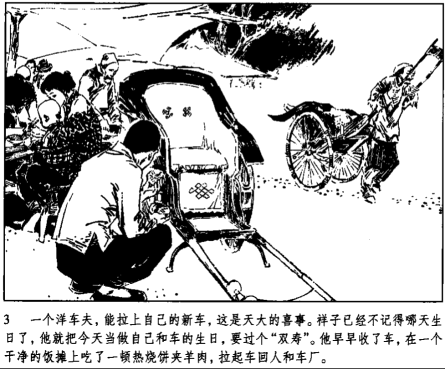 3 一个洋车夫，能拉上自己的新车，这是天大的喜事。祥子已经不记得哪天生
日了，他就把今天当做自己和车的生日，要过个“双寿”。他早早收了车，在一个
干净的饭摊上吃了一顿热烧饼夹羊肉，拉起车回人和车厂。